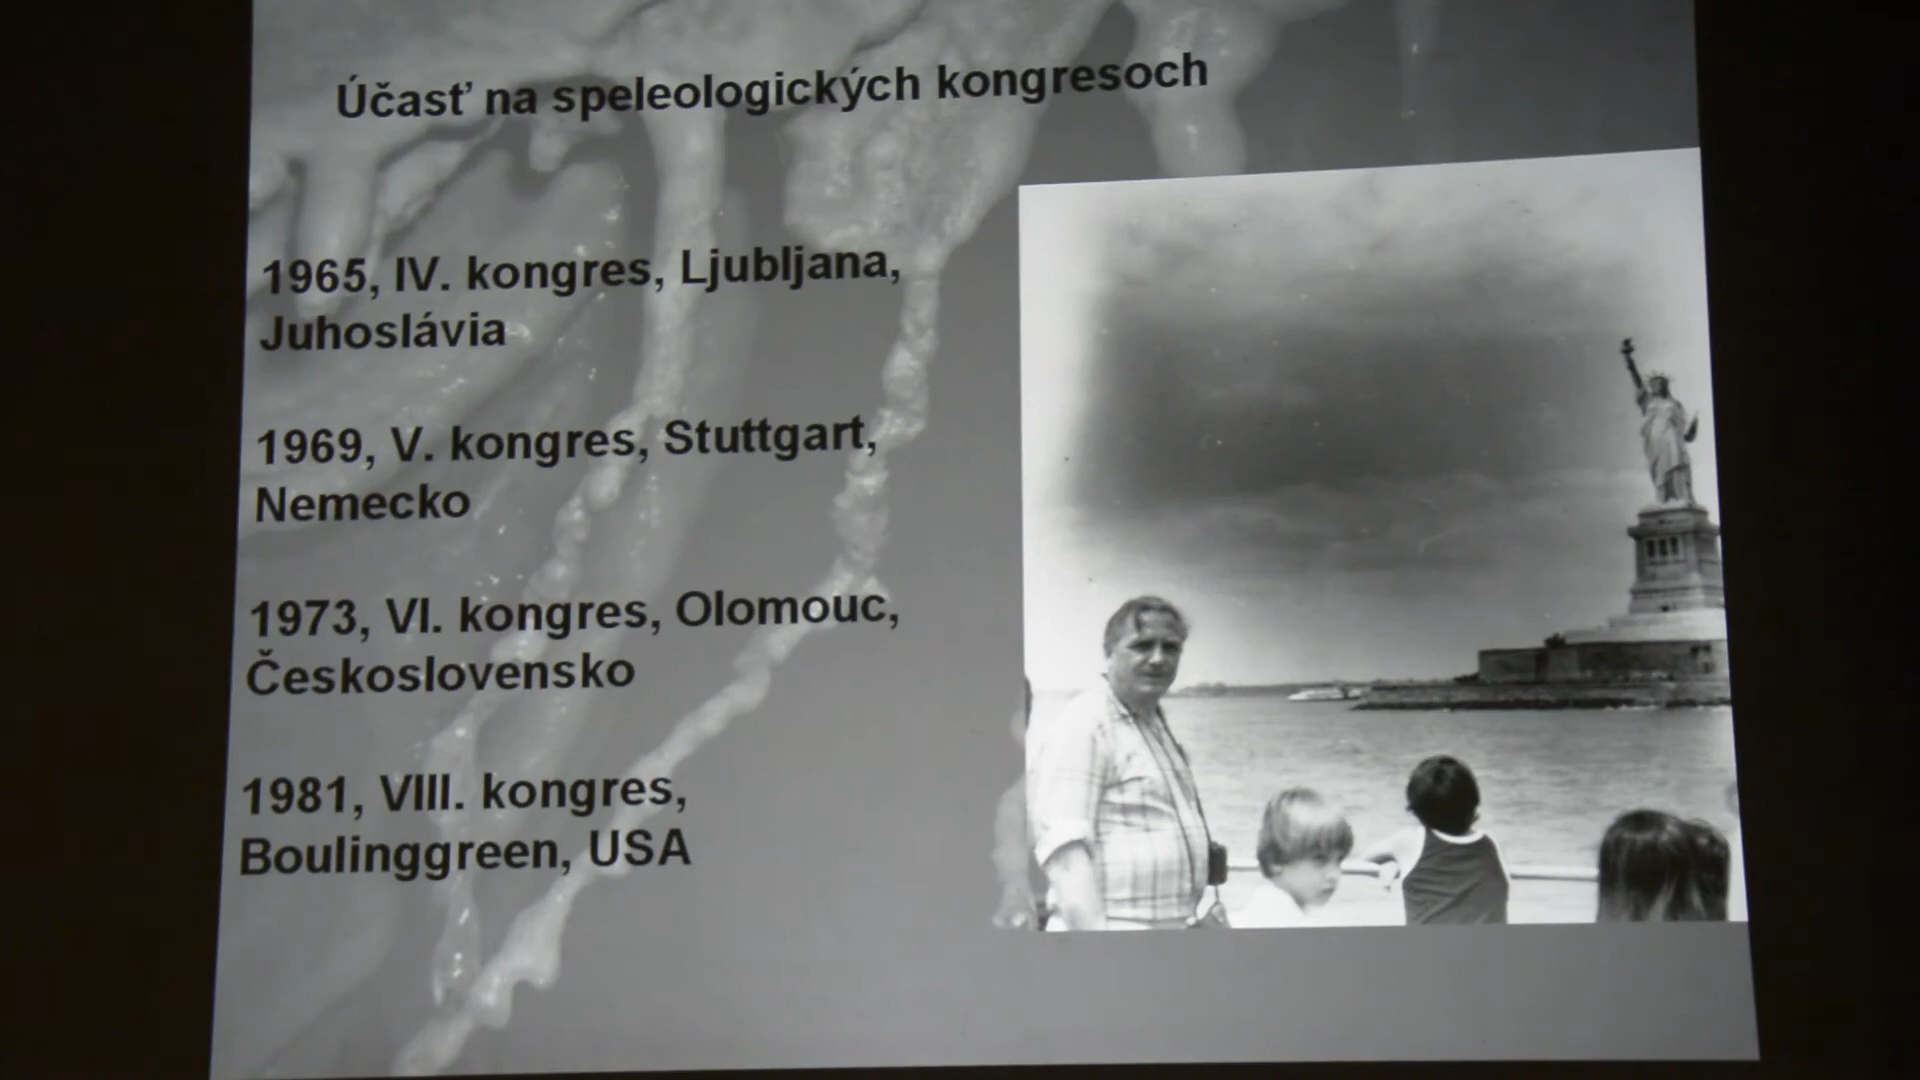 Účasť na speleologických kongresoch
1965, IV. kongres, Ljubljana,
Juhoslávia
1969, V. kongres, Stuttgart,
Nemecko
1973, VI. kongres, Olomouc,
Československo
1981, VIII. kongres,
Boulinggreen, USA